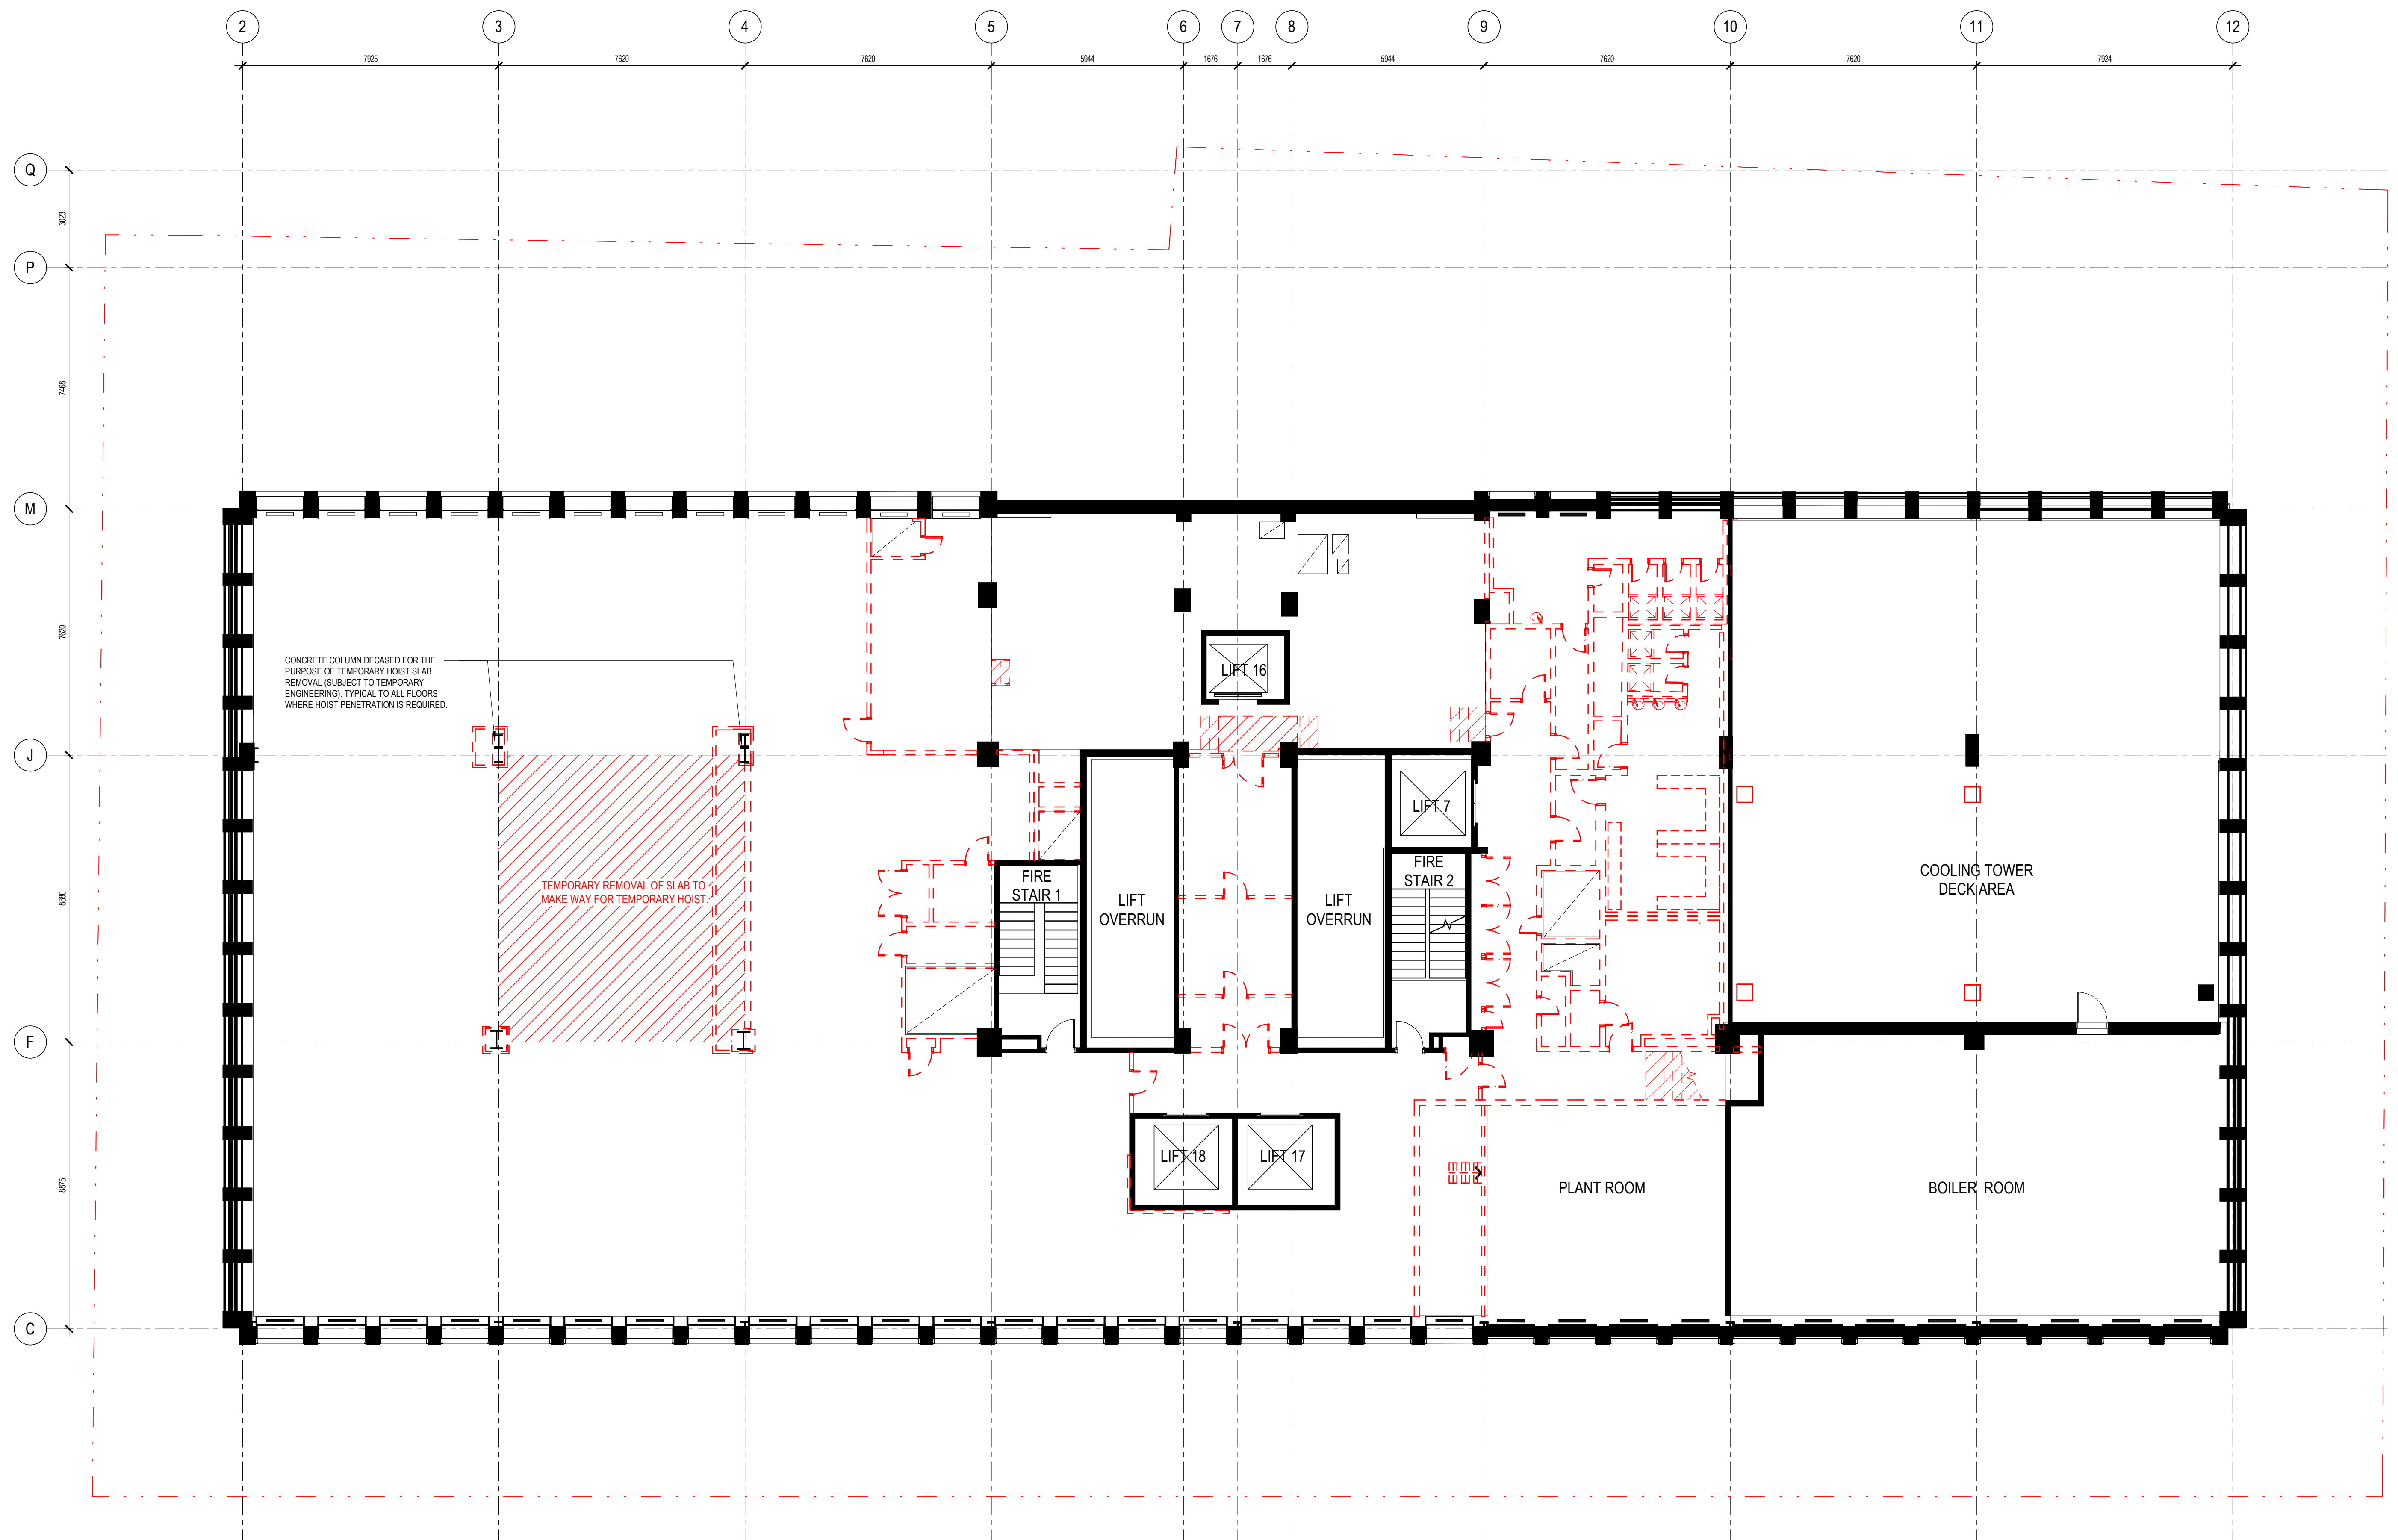 2
3
4
5
6
7
8
9
10
11
12
7925
7620
7620
5944
1676
1676
5944
7620
7620
7924
Q
3023
P
7468
M
7620
CONCRETE COLUMN DECASED FOR THE
PURPOSE OF TEMPORARY HOIST SLAB
REMOVAL (SUBJECT TO TEMPORARY
ENGINEERING). TYPICAL TO ALL FLOORS
WHERE HOIST PENETRATION IS REQUIRED.
LIFT 16
J
LIFT 7
8880
TEMPORARY REMOVAL OF SLAB TO
MAKE WAY FOR TEMPORARY HOIST.
FIRE
STAIR 1
LIFT
OVERRUN
LIFT
OVERRUN
FIRE
STAIR 2
COOLING TOWER
DECK AREA
F
8875
LIFT 18
LIFT 17
PLANT ROOM
BOILER ROOM
C